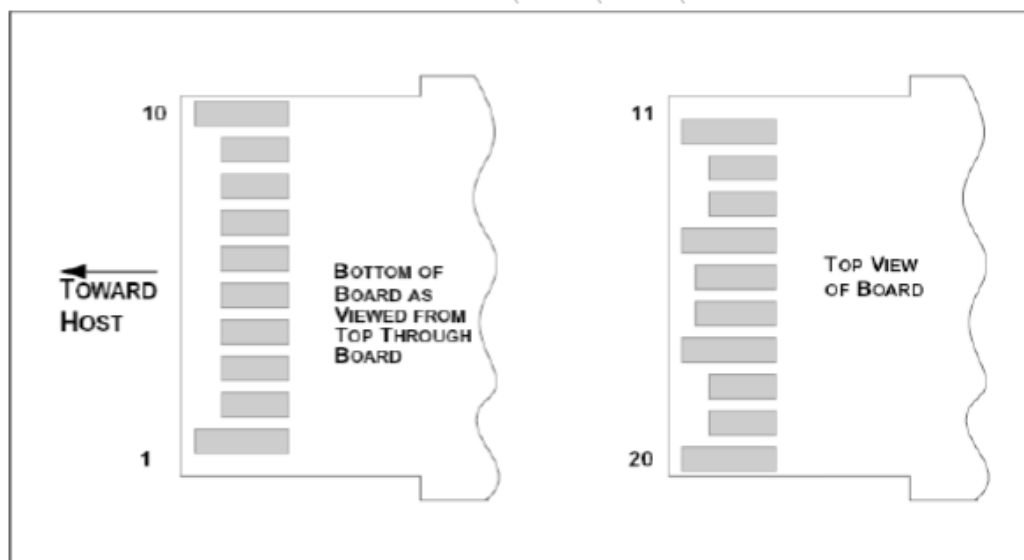 10
1
TOWARD
HOST
BOTTOM OF
BOARD AS
VIEWED FROM
TOP THROUGH
BOARD
11
20
TOP VIEW
OF BOARD